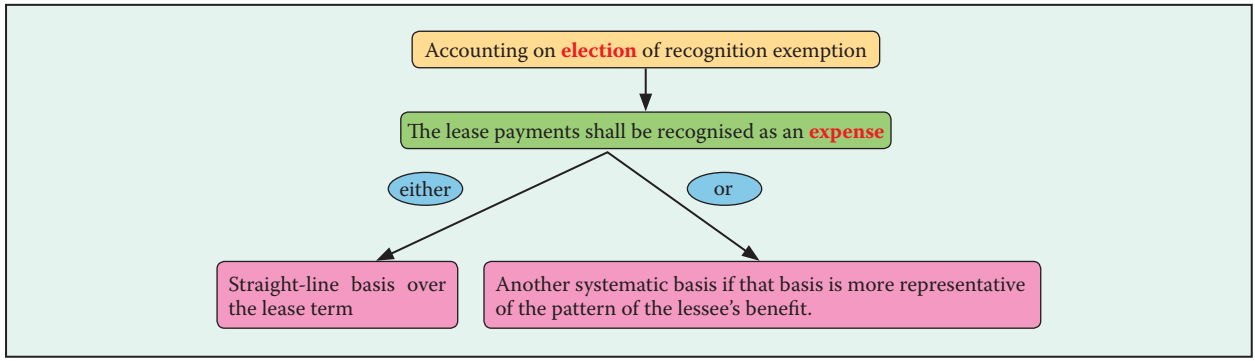 Accounting on election of recognition exemption
The lease payments shall be recognised as an expense
either
or
Straight-line basis over
the lease term
Another systematic basis if that basis is more representative
of the pattern of the lessee’s benefit.